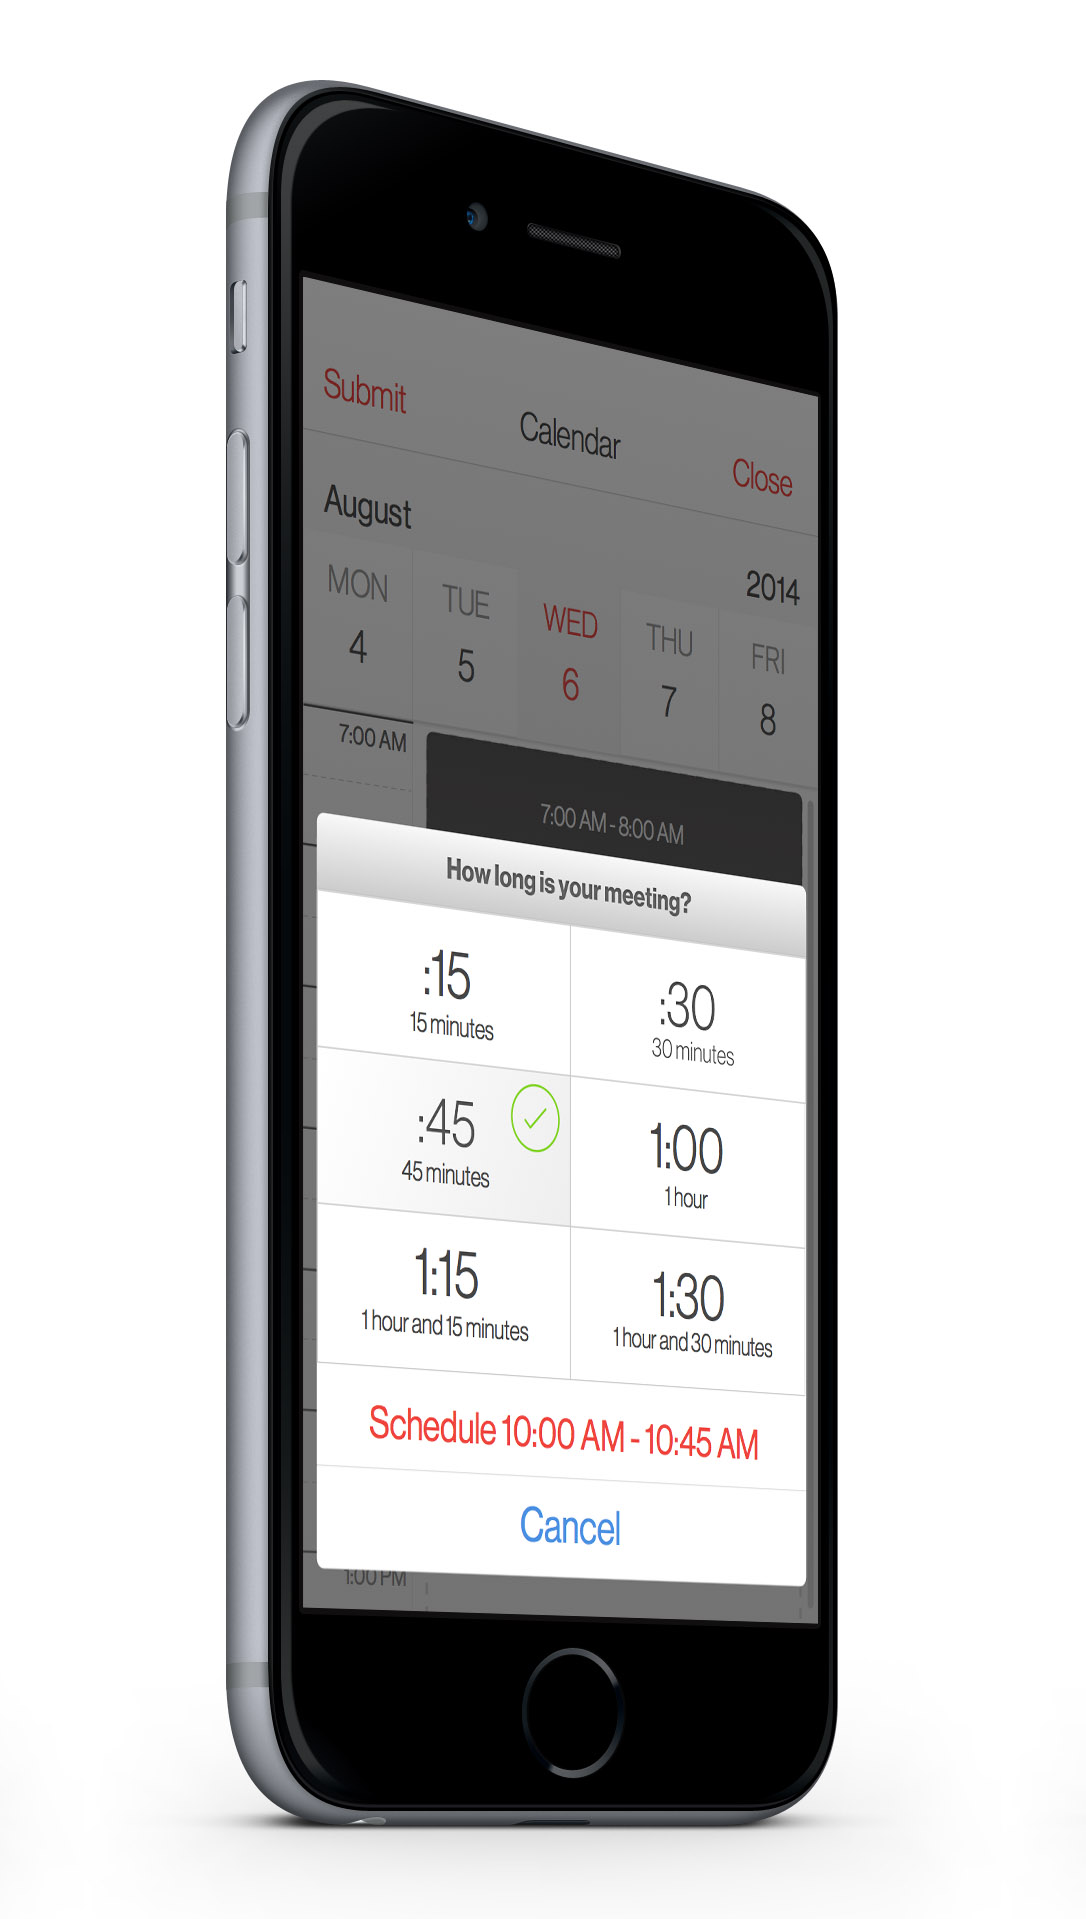 Submit
Calendar
Close
August
2014
MON
TUE
WED
THU
FRI
4
5
6
7
8
7:00 AM
7:00 AM - 8:00 AM
How long is your meeting?
:15
15 minutes
:30
30 minutes
:45
45 minutes
1:00
1 hour
1:15
1 hour and 15 minutes
1:30
1 hour and 30 minutes
Schedule 10:00 AM - 10:45 AM
Cancel
1:00 PM